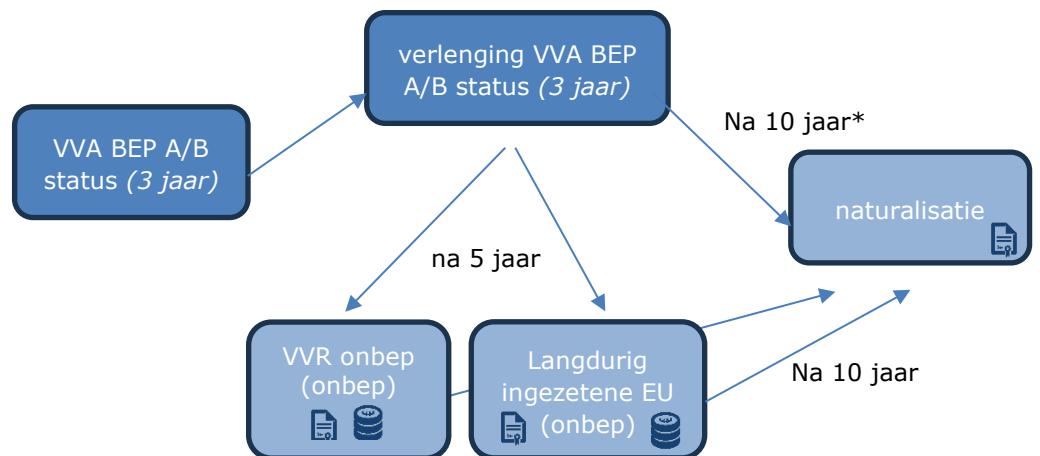 verlenging VVA BEP
A/B status (3 jaar)
VVA BEP A/B
status (3 jaar)
Na 10 jaar*
naturalisatie
na 5 jaar
VVR onbep
(onbep)
Langdurig
ingezetene EU
(onbep)
Na 10 jaar